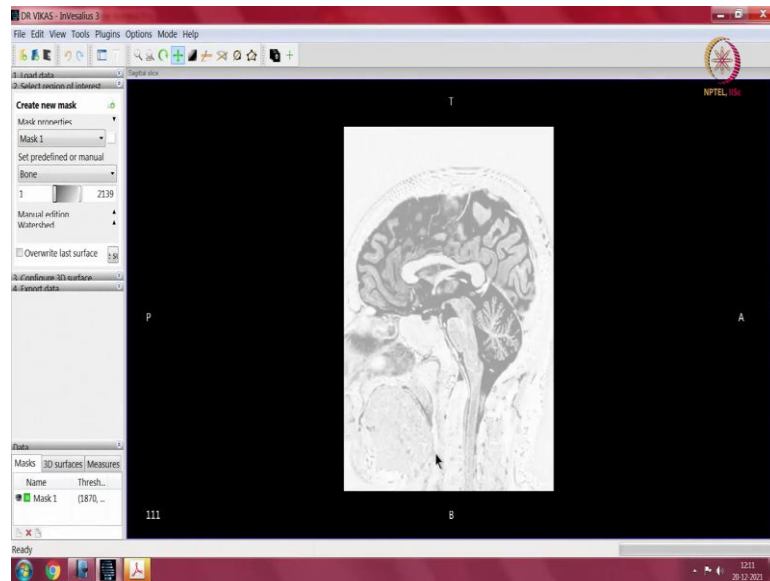 DR VIKAS - InVesalius 3
File Edit View Tools Plugins Options Mode Help
NPTEL, IISc
1. Load data
2. Select region of interest
Sagital slice
Create new mask
Mask properties
Mask 1
Set predefined or manual
Bone
1 2139
Manual edition
Watershed
Overwrite last surface
3. Configure 3D surface
4. Export data
T
P
A
B
111
Data
Masks 3D surfaces Measures
Name Thresh..
Mask 1 (1870, ..
Ready
12:11
20-12-2021